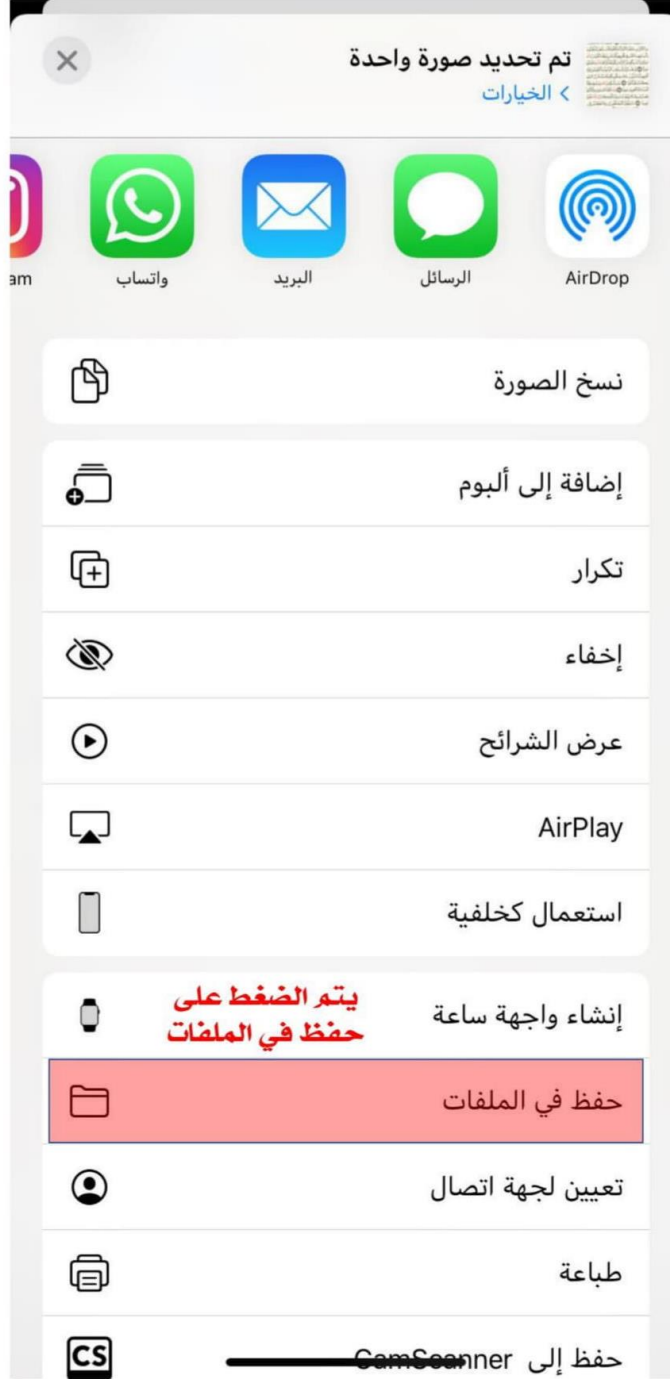 تم تحديد صورة واحدة
الخيارات >
AirDrop
الرسائل
البريد
واتساب
am
نسخ الصورة
إضافة إلى ألبوم
تكرار
إخفاء
عرض الشرائح
AirPlay
استعمال كخلفية
إنشاء واجهة ساعة
يتم الضغط على
حفظ في الملفات
حفظ في الملفات
تعيين لجهة اتصال
طباعة
حفظ إلى CamScanner
CS